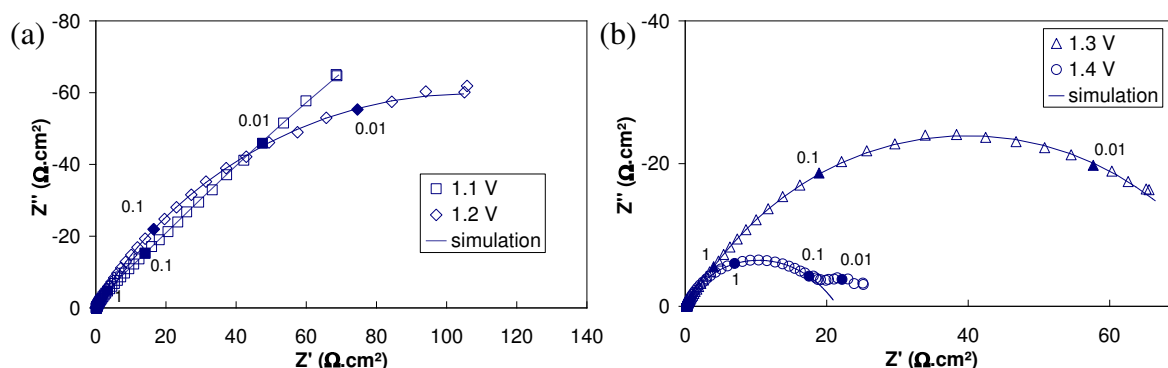 (a)
-80
-60
-40
-20
0
Z'' (Ω.cm²)
0 20 40 60 80 100 120 140
Z' (Ω.cm²)
0.01
0.01
0.1
0.1
1
1.1 V
1.2 V
simulation
(b)
-40
-20
0
Z'' (Ω.cm²)
0 20 40 60
Z' (Ω.cm²)
1.3 V
1.4 V
simulation
0.1
0.01
1
1
0.1
0.01